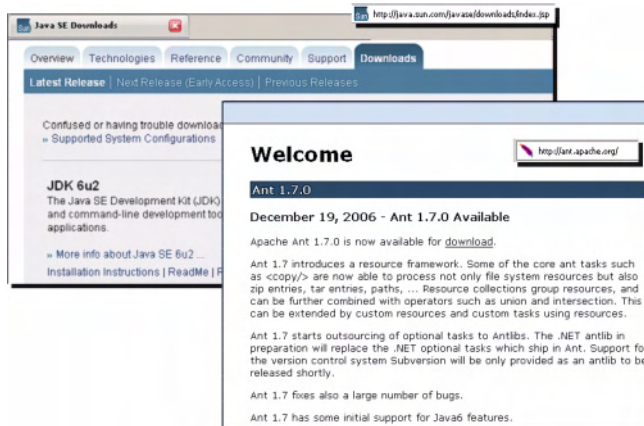 Java SE Downloads
http://java.sun.com/javase/downloads/index.jsp
Overview Technologies Reference Community Support Downloads
Latest Release | Next Release (Early Access) | Previous Releases
Confused or having trouble
» Supported System Configurations
JDK 6u2
The Java SE Development Kit (JDK)
and command-line development
applications.
» More info about Java SE 6u2 ...
Installation Instructions | ReadMe |
Welcome
http://ant.apache.org/
Ant 1.7.0
December 19, 2006 - Ant 1.7.0 Available
Apache Ant 1.7.0 is now available for download.
Ant 1.7 introduces a resource framework. Some of the core ant tasks such
as <copy/> are now able to process not only file system resources but also
zip entries, tar entries, paths, ... Resource collections group resources, and
can be further combined with operators such as union and intersection. This
can be extended by custom resources and custom tasks using resources.
Ant 1.7 starts outsourcing of optional tasks to Antlibs. The .NET antlib in
preparation will replace the .NET optional tasks which ship in Ant. Support
the version control system Subversion will be only provided as an antlib to be
released shortly.
Ant 1.7 fixes also a large number of bugs.
Ant 1.7 has some initial support for Java6 features.